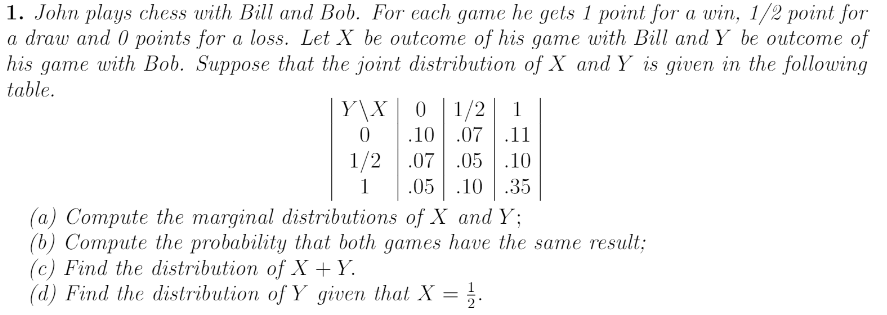 1. John plays chess with Bill and Bob. For each game he gets 1 point for a win, 1/2 point for
a draw and 0 points for a loss. Let X be outcome of his game with Bill and Y be outcome of
his game with Bob. Suppose that the joint distribution of X and Y is given in the following
table.
Y\X 0 1/2 1
0 .10 .07 .11
1/2 .07 .05 .10
1 .05 .10 .35
(a) Compute the marginal distributions of X and Y;
(b) Compute the probability that both games have the same result;
(c) Find the distribution of X + Y.
(d) Find the distribution of Y given that X = 1/2.